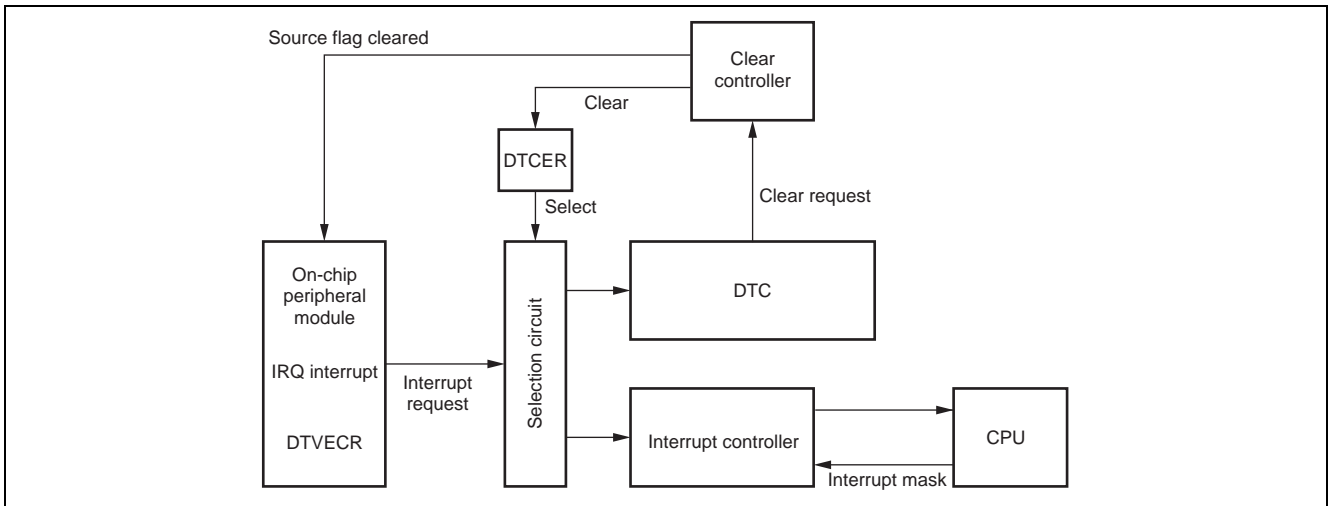 Source flag cleared
Clear
controller
Clear
DTCER
Clear request
Select
On-chip
peripheral
module
DTC
Selection circuit
IRQ interrupt
Interrupt
request
DTVECR
Interrupt controller
CPU
Interrupt mask